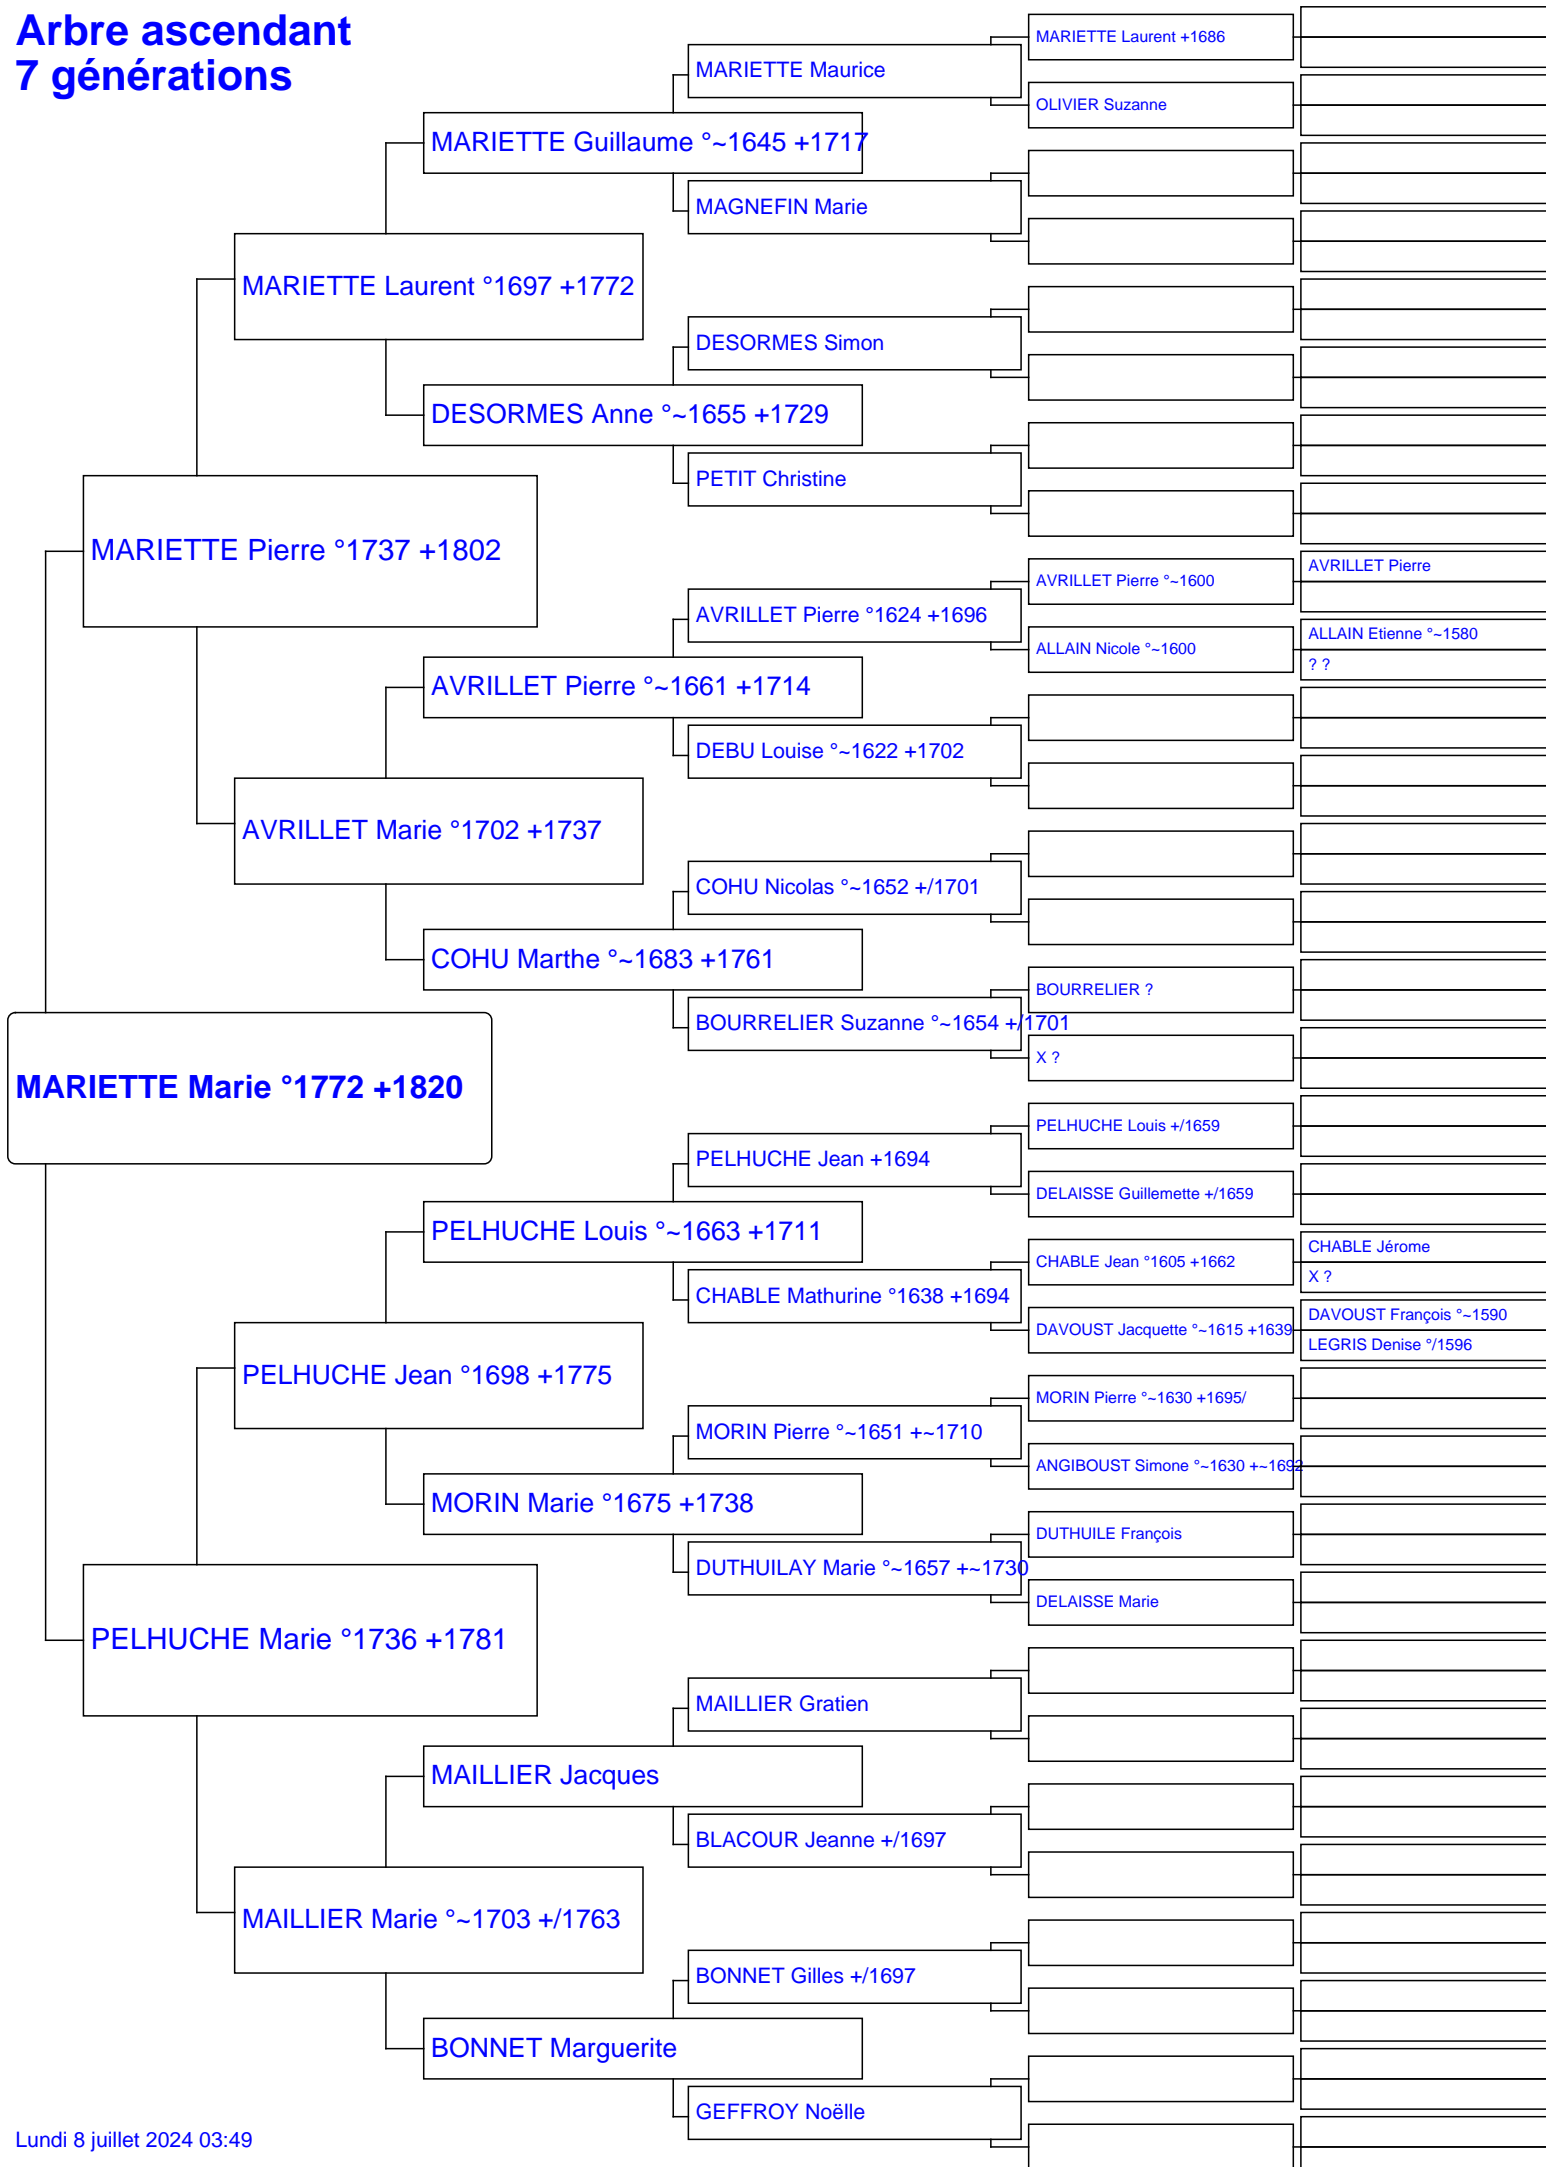 Arbre ascendant
7 générations
MARIETTE Laurent +1686
MARIETTE Maurice
OLIVIER Suzanne
MARIETTE Guillaume °~1645 +1717
MAGNEFIN Marie
MARIETTE Laurent °1697 +1772
DESORMES Simon
DESORMES Anne °~1655 +1729
PETIT Christine
MARIETTE Pierre °1737 +1802
AVRILLET Pierre
AVRILLET Pierre °~1600
AVRILLET Pierre °1624 +1696
ALLAIN Etienne °~1580
ALLAIN Nicole °~1600
? ?
AVRILLET Pierre °~1661 +1714
DEBU Louise °~1622 +1702
AVRILLET Marie °1702 +1737
COHU Nicolas °~1652 +/1701
COHU Marthe °~1683 +1761
BOURRELIER ?
BOURRELIER Suzanne °~1654 +/1701
X ?
MARIETTE Marie °1772 +1820
PELHUCHE Louis +/1659
PELHUCHE Jean +1694
DELAISSE Guillemette +/1659
PELHUCHE Louis °~1663 +1711
CHABLE Jérome
CHABLE Jean °1605 +1662
X ?
CHABLE Mathurine °1638 +1694
DAVOUST François °~1590
DAVOUST Jacquette °~1615 +1639
LEGRIS Denise °/1596
PELHUCHE Jean °1698 +1775
MORIN Pierre °~1630 +1695/
MORIN Pierre °~1651 +~1710
ANGIBOUST Simone °~1630 +~1692
MORIN Marie °1675 +1738
DUTHUILE François
DUTHUILAY Marie °~1657 +~1730
DELAISSE Marie
PELHUCHE Marie °1736 +1781
MAILLIER Gratien
MAILLIER Jacques
BLACOUR Jeanne +/1697
MAILLIER Marie °~1703 +/1763
BONNET Gilles +/1697
BONNET Marguerite
GEFFROY Noëlle
Lundi 8 juillet 2024 03:49